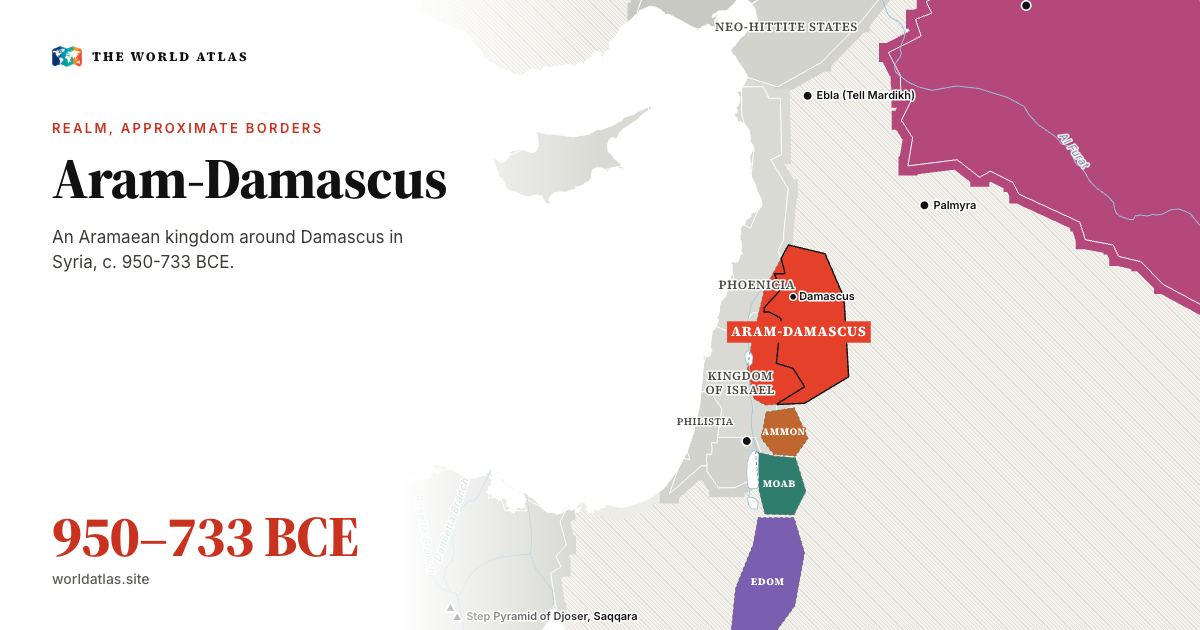 THE WORLD ATLAS
REALM, APPROXIMATE BORDERS
Aram-Damascus
An Aramaean kingdom around Damascus in
Syria, c. 950-733 BCE.
950–733 BCE
worldatlas.site
NEO-HITTITE STATES
Ebla (Tell Mardikh)
Al Furat
Palmyra
PHOENICIA
Damascus
ARAM-DAMASCUS
KINGDOM
OF ISRAEL
PHILISTIA
AMMON
MOAB
EDOM
Damietta Branch
Step Pyramid of Djoser, Saqqara